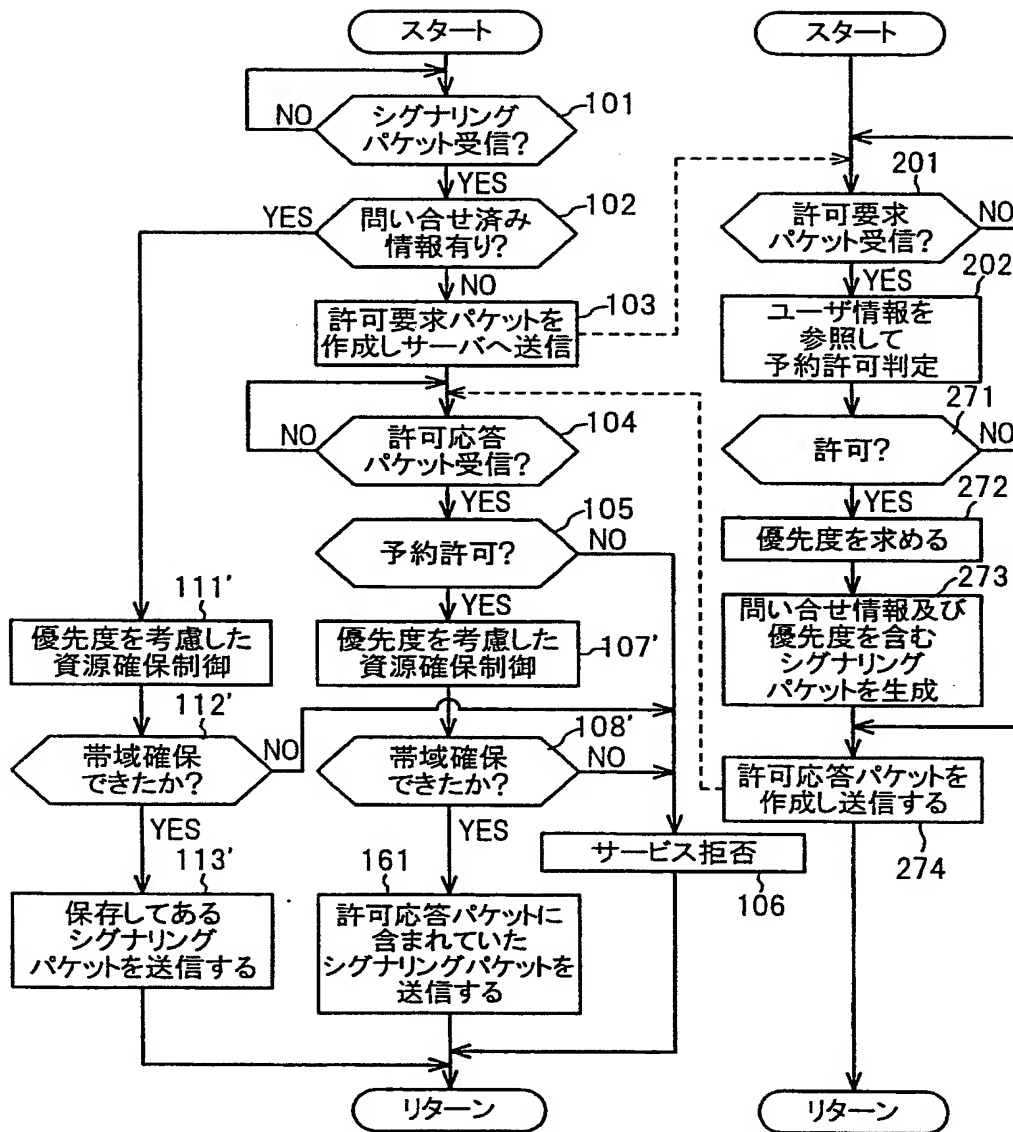 スタート
シグナリング
パケット受信?
101
NO
YES
問い合せ済み
情報有り?
102
YES
NO
許可要求パケットを
作成しサーバへ送信
103
許可応答
パケット受信?
104
NO
YES
予約許可?
105
NO
YES
111'
優先度を考慮した
資源確保制御
優先度を考慮した
資源確保制御
107'
112'
帯域確保
できたか?
NO
YES
帯域確保
できたか?
108'
NO
YES
113'
保存してある
シグナリング
パケットを送信する
161
許可応答パケットに
含まれていた
シグナリングパケットを
送信する
サービス拒否
106
リターン
スタート
201
許可要求
パケット受信?
NO
YES
202
ユーザ情報を
参照して
予約許可判定
271
許可?
NO
YES
272
優先度を求める
273
問い合せ情報及び
優先度を含む
シグナリング
パケットを生成
許可応答パケットを
作成し送信する
274
リターン